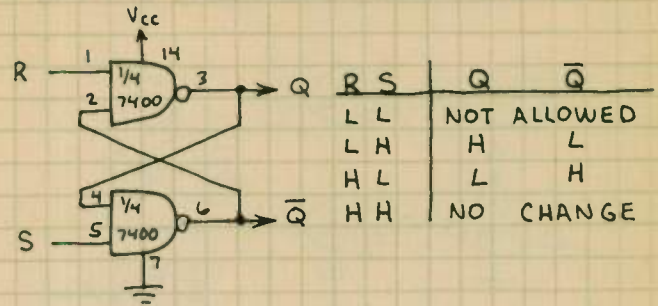 Vcc
R 1 14
1/4 3 Q
2 7400
4 1/4 6 Q̅
S 5 7400
7
R S Q Q̅
L L NOT ALLOWED
L H H L
H L L H
H H NO CHANGE